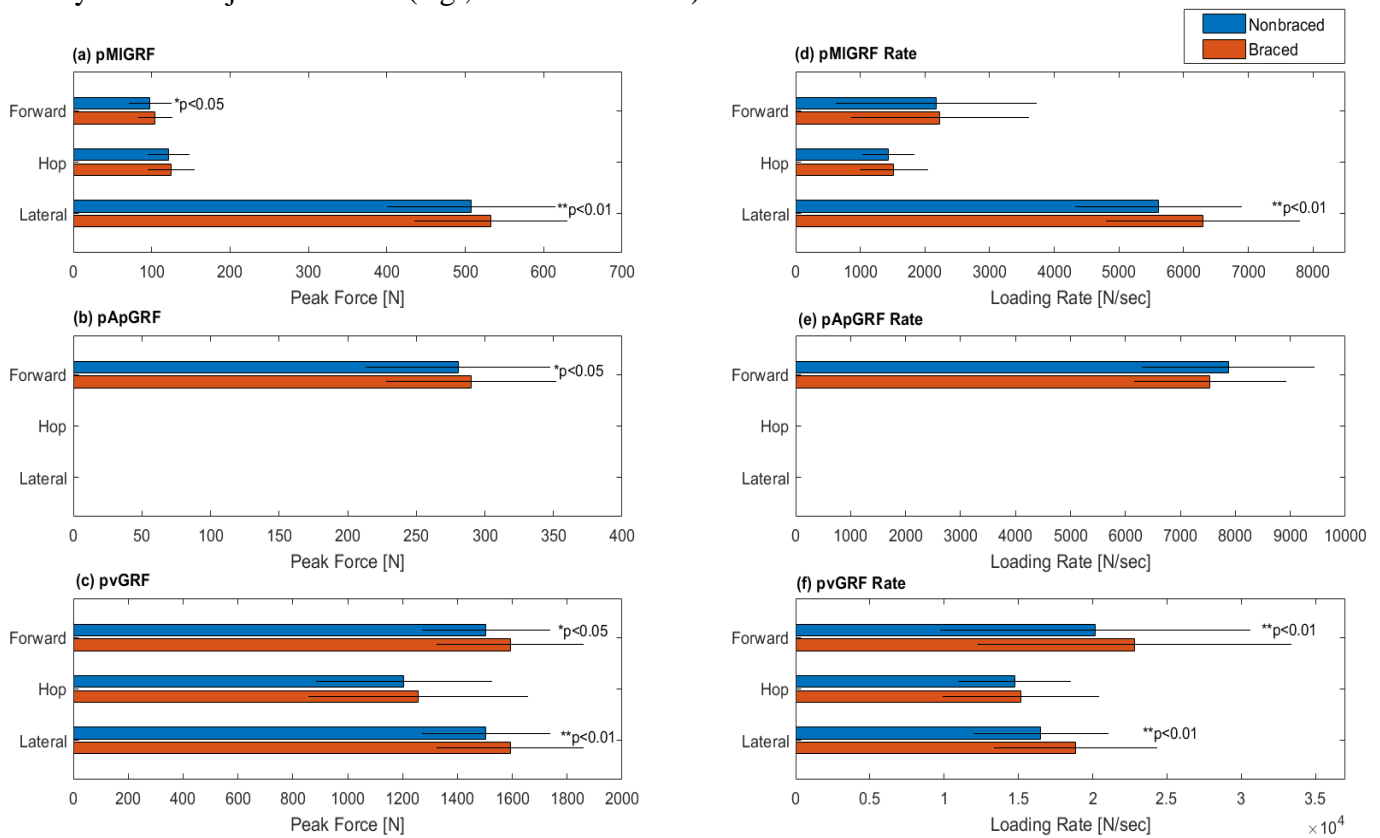 Nonbraced
Braced
(a) pMlGRF
Forward
Hop
Lateral
*p<0.05
**p<0.01
0 100 200 300 400 500 600 700
Peak Force [N]
(d) pMlGRF Rate
Forward
Hop
Lateral
**p<0.01
0 1000 2000 3000 4000 5000 6000 7000 8000
Loading Rate [N/sec]
(b) pApGRF
Forward
Hop
Lateral
*p<0.05
0 50 100 150 200 250 300 350 400
Peak Force [N]
(e) pApGRF Rate
Forward
Hop
Lateral
0 1000 2000 3000 4000 5000 6000 7000 8000 9000 10000
Loading Rate [N/sec]
(c) pvGRF
Forward
Hop
Lateral
*p<0.05
**p<0.01
0 200 400 600 800 1000 1200 1400 1600 1800 2000
Peak Force [N]
(f) pvGRF Rate
Forward
Hop
Lateral
**p<0.01
**p<0.01
0 0.5 1 1.5 2 2.5 3 3.5
×10^4
Loading Rate [N/sec]